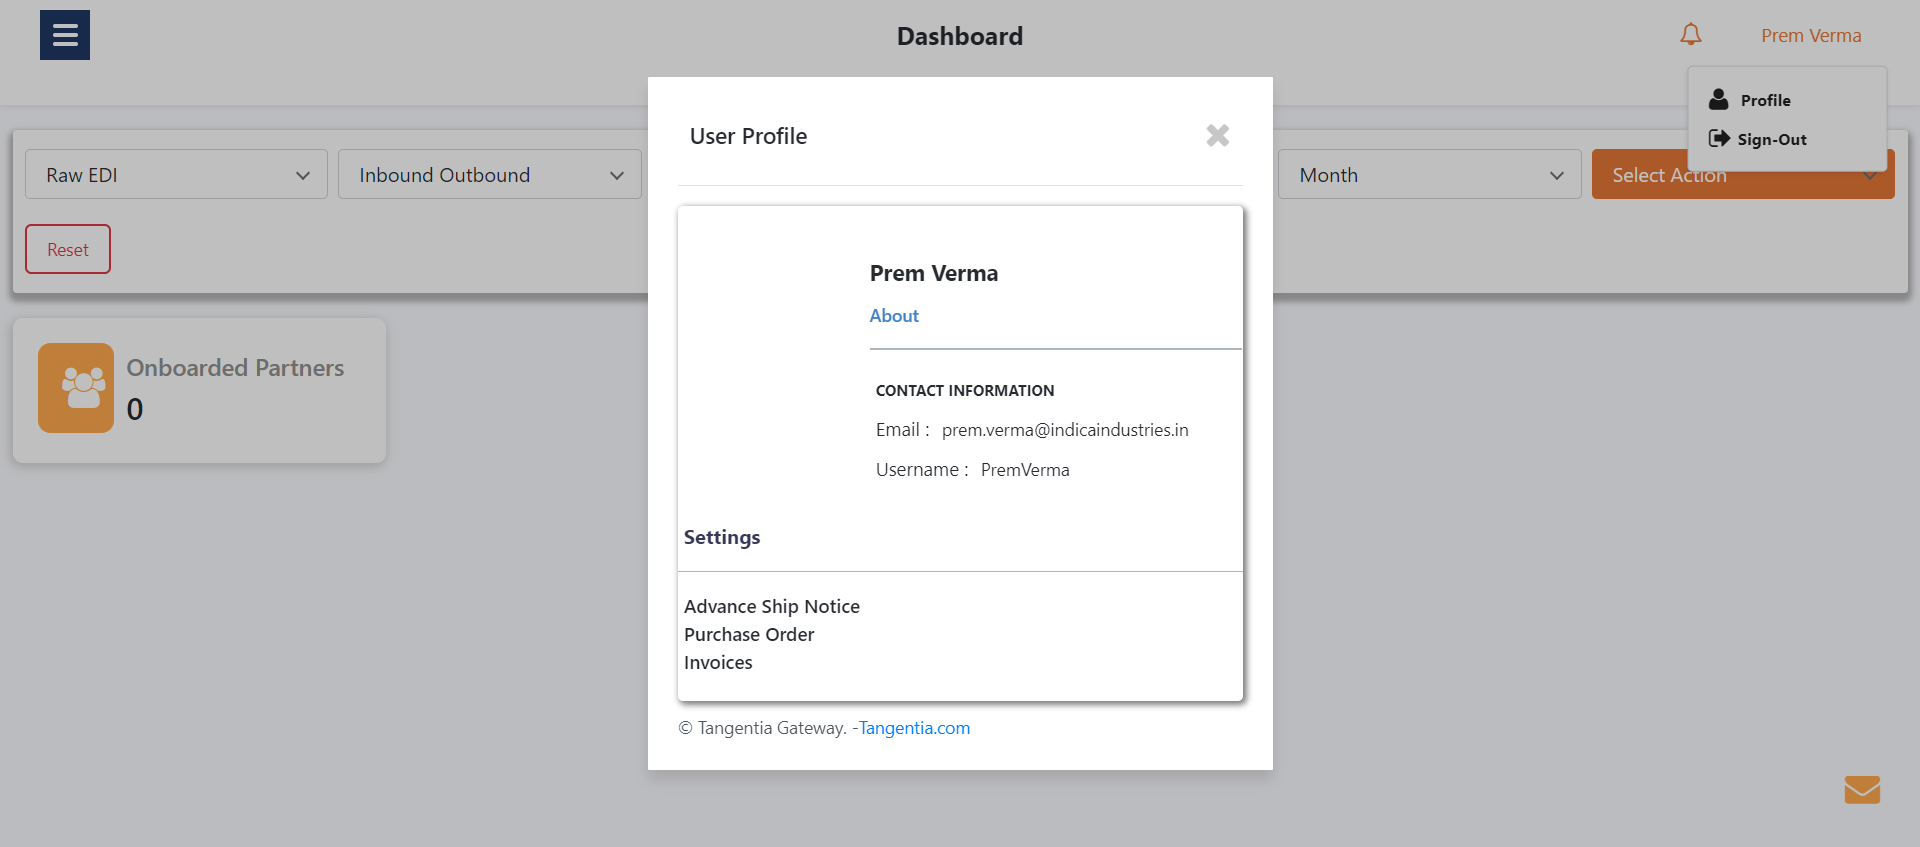 Dashboard
Prem Verma
Profile
Sign-Out
Raw EDI
Inbound Outbound
Month
Select Action
Reset
Onboarded Partners
0
User Profile
Prem Verma
About
CONTACT INFORMATION
Email : prem.verma@indicaindustries.in
Username : PremVerma
Settings
Advance Ship Notice
Purchase Order
Invoices
© Tangentia Gateway. -Tangentia.com